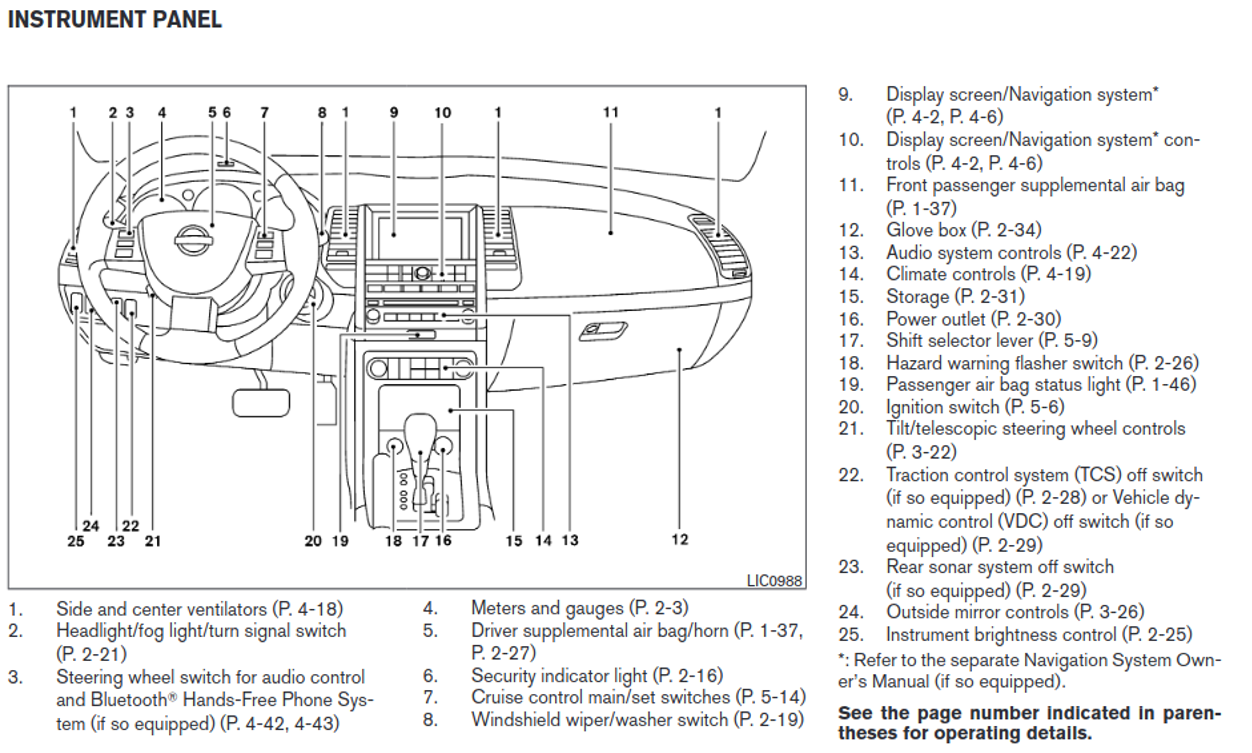 INSTRUMENT PANEL
1 2 3 4 5 6 7 8 1 9 10 1 11 1
24 22
25 23 21 20 19 18 17 16 15 14 13 12
LIC0988
1. Side and center ventilators (P. 4-18)
2. Headlight/fog light/turn signal switch
(P. 2-21)
3. Steering wheel switch for audio control
and Bluetooth® Hands-Free Phone Sys-
tem (if so equipped) (P. 4-42, 4-43)
4. Meters and gauges (P. 2-3)
5. Driver supplemental air bag/horn (P. 1-37,
P. 2-27)
6. Security indicator light (P. 2-16)
7. Cruise control main/set switches (P. 5-14)
8. Windshield wiper/washer switch (P. 2-19)
9. Display screen/Navigation system*
(P. 4-2, P. 4-6)
10. Display screen/Navigation system* con-
trols (P. 4-2, P. 4-6)
11. Front passenger supplemental air bag
(P. 1-37)
12. Glove box (P. 2-34)
13. Audio system controls (P. 4-22)
14. Climate controls (P. 4-19)
15. Storage (P. 2-31)
16. Power outlet (P. 2-30)
17. Shift selector lever (P. 5-9)
18. Hazard warning flasher switch (P. 2-26)
19. Passenger air bag status light (P. 1-46)
20. Ignition switch (P. 5-6)
21. Tilt/telescopic steering wheel controls
(P. 3-22)
22. Traction control system (TCS) off switch
(if so equipped) (P. 2-28) or Vehicle dy-
namic control (VDC) off switch (if so
equipped) (P. 2-29)
23. Rear sonar system off switch
(if so equipped) (P. 2-29)
24. Outside mirror controls (P. 3-26)
25. Instrument brightness control (P. 2-25)
*: Refer to the separate Navigation System Own-
er's Manual (if so equipped).
See the page number indicated in paren-
theses for operating details.